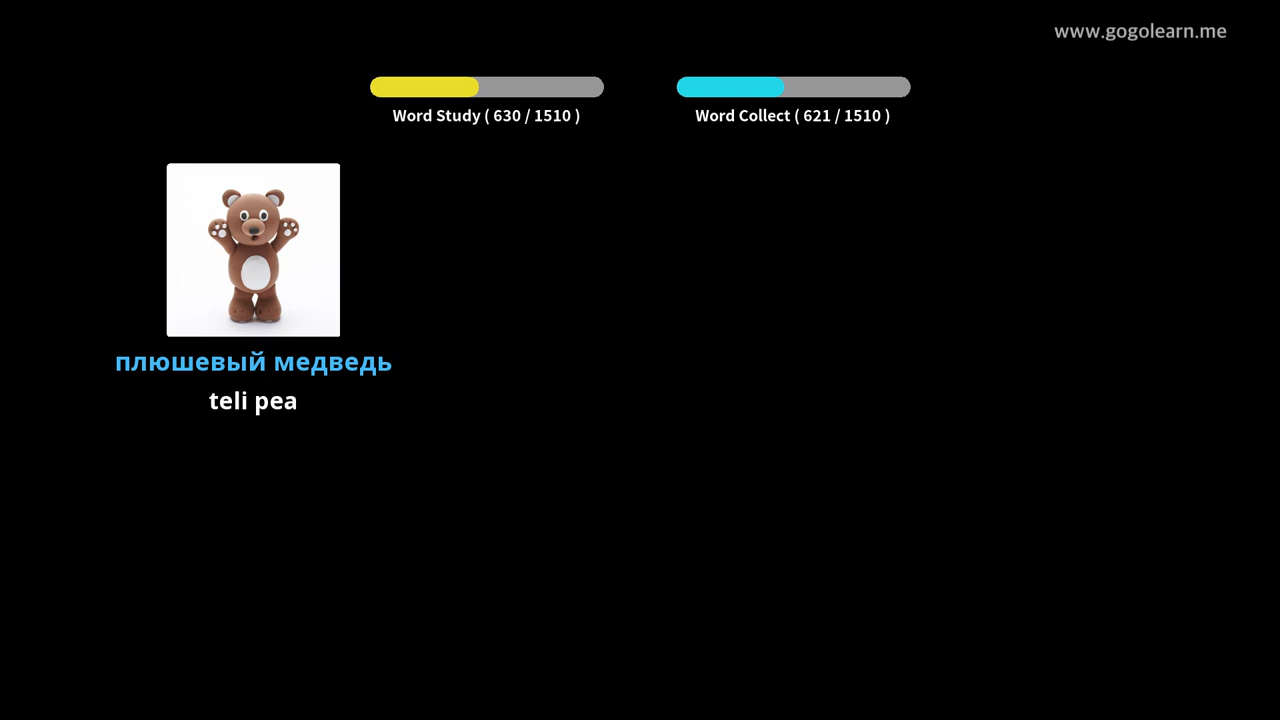 www.gogolearn.me
Word Study ( 630 / 1510 )
Word Collect ( 621 / 1510 )
плюшевый медведь
teli pea